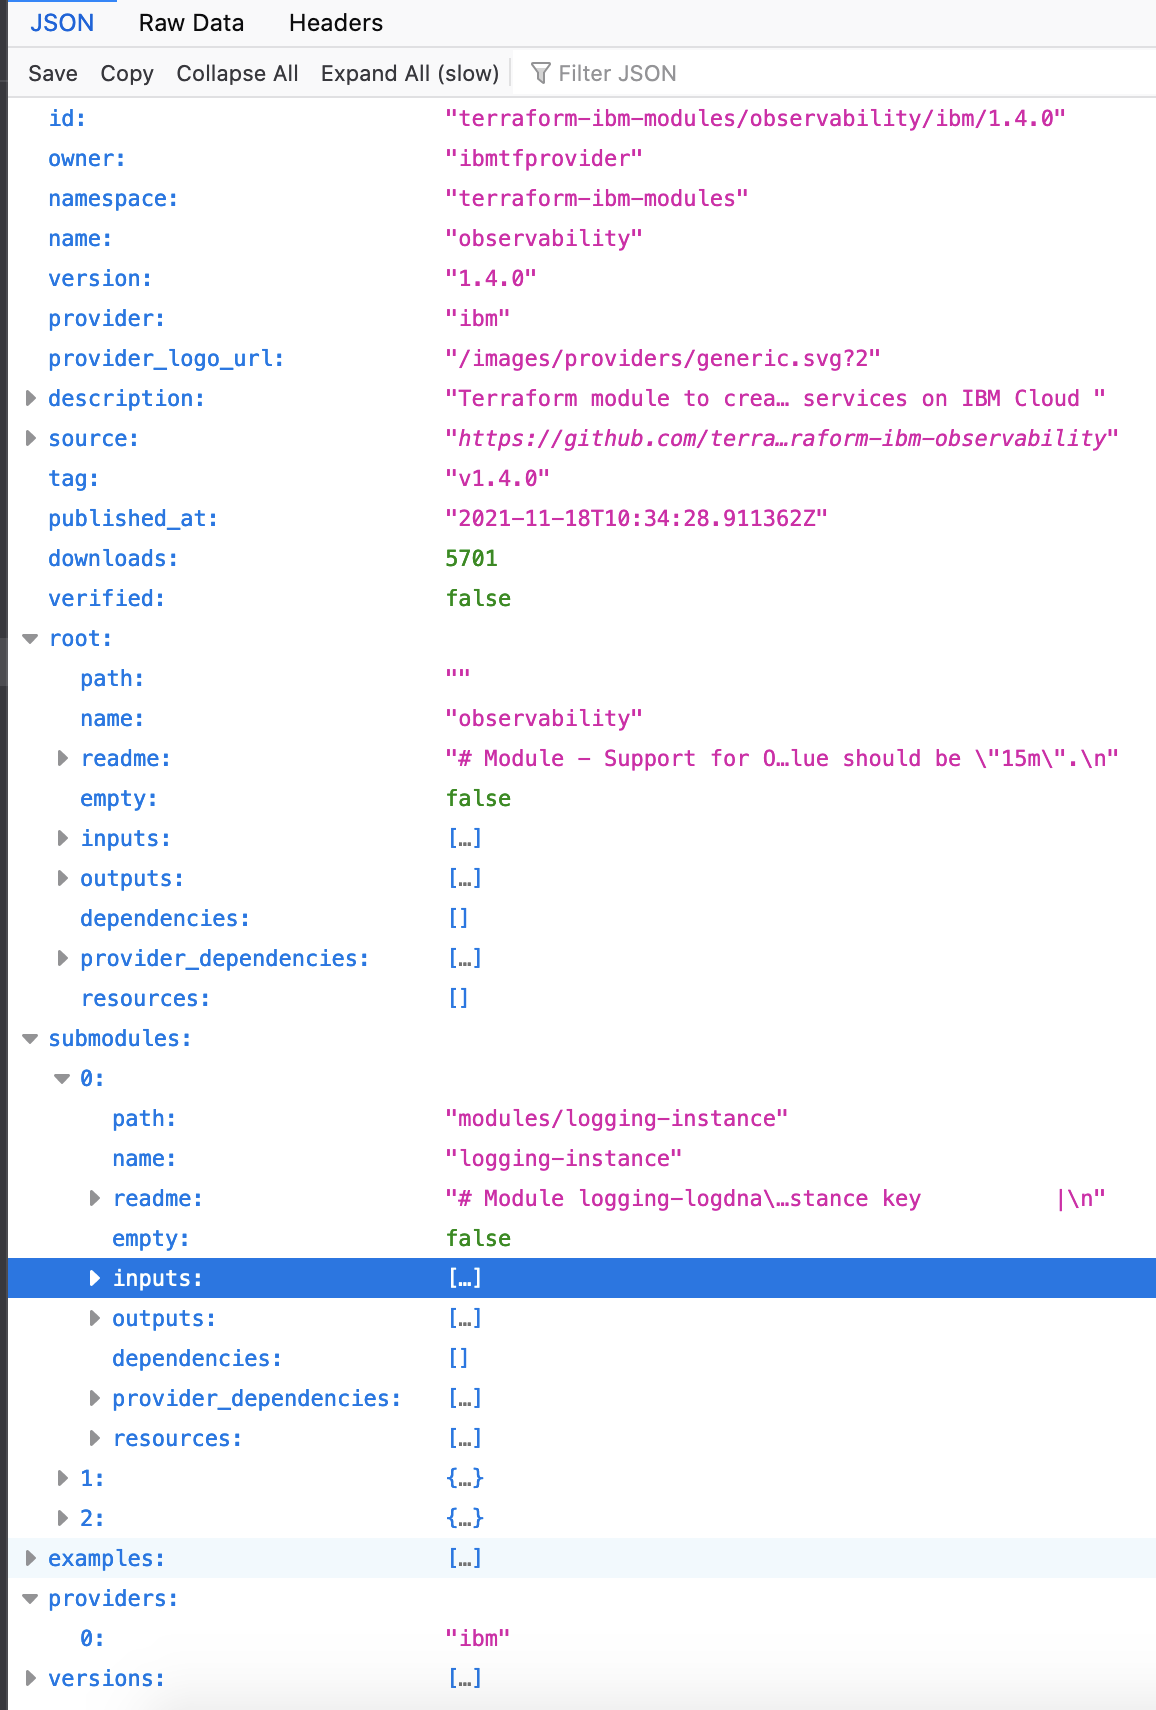 JSON Raw Data Headers
Save Copy Collapse All Expand All (slow) Filter JSON
id: "terraform-ibm-modules/observability/ibm/1.4.0"
owner: "ibmtfprovider"
namespace: "terraform-ibm-modules"
name: "observability"
version: "1.4.0"
provider: "ibm"
provider_logo_url: "/images/providers/generic.svg?2"
description: "Terraform module to crea… services on IBM Cloud "
source: "https://github.com/terra…raform-ibm-observability"
tag: "v1.4.0"
published_at: "2021-11-18T10:34:28.911362Z"
downloads: 5701
verified: false
root:
path: ""
name: "observability"
readme: "# Module - Support for O…lue should be \"15m\".\n"
empty: false
inputs: […]
outputs: […]
dependencies: []
provider_dependencies: […]
resources: []
submodules:
0:
path: "modules/logging-instance"
name: "logging-instance"
readme: "# Module logging-logdna\…stance key |\n"
empty: false
inputs: […]
outputs: […]
dependencies: []
provider_dependencies: […]
resources: […]
1: {…}
2: {…}
examples: […]
providers:
0: "ibm"
versions: […]